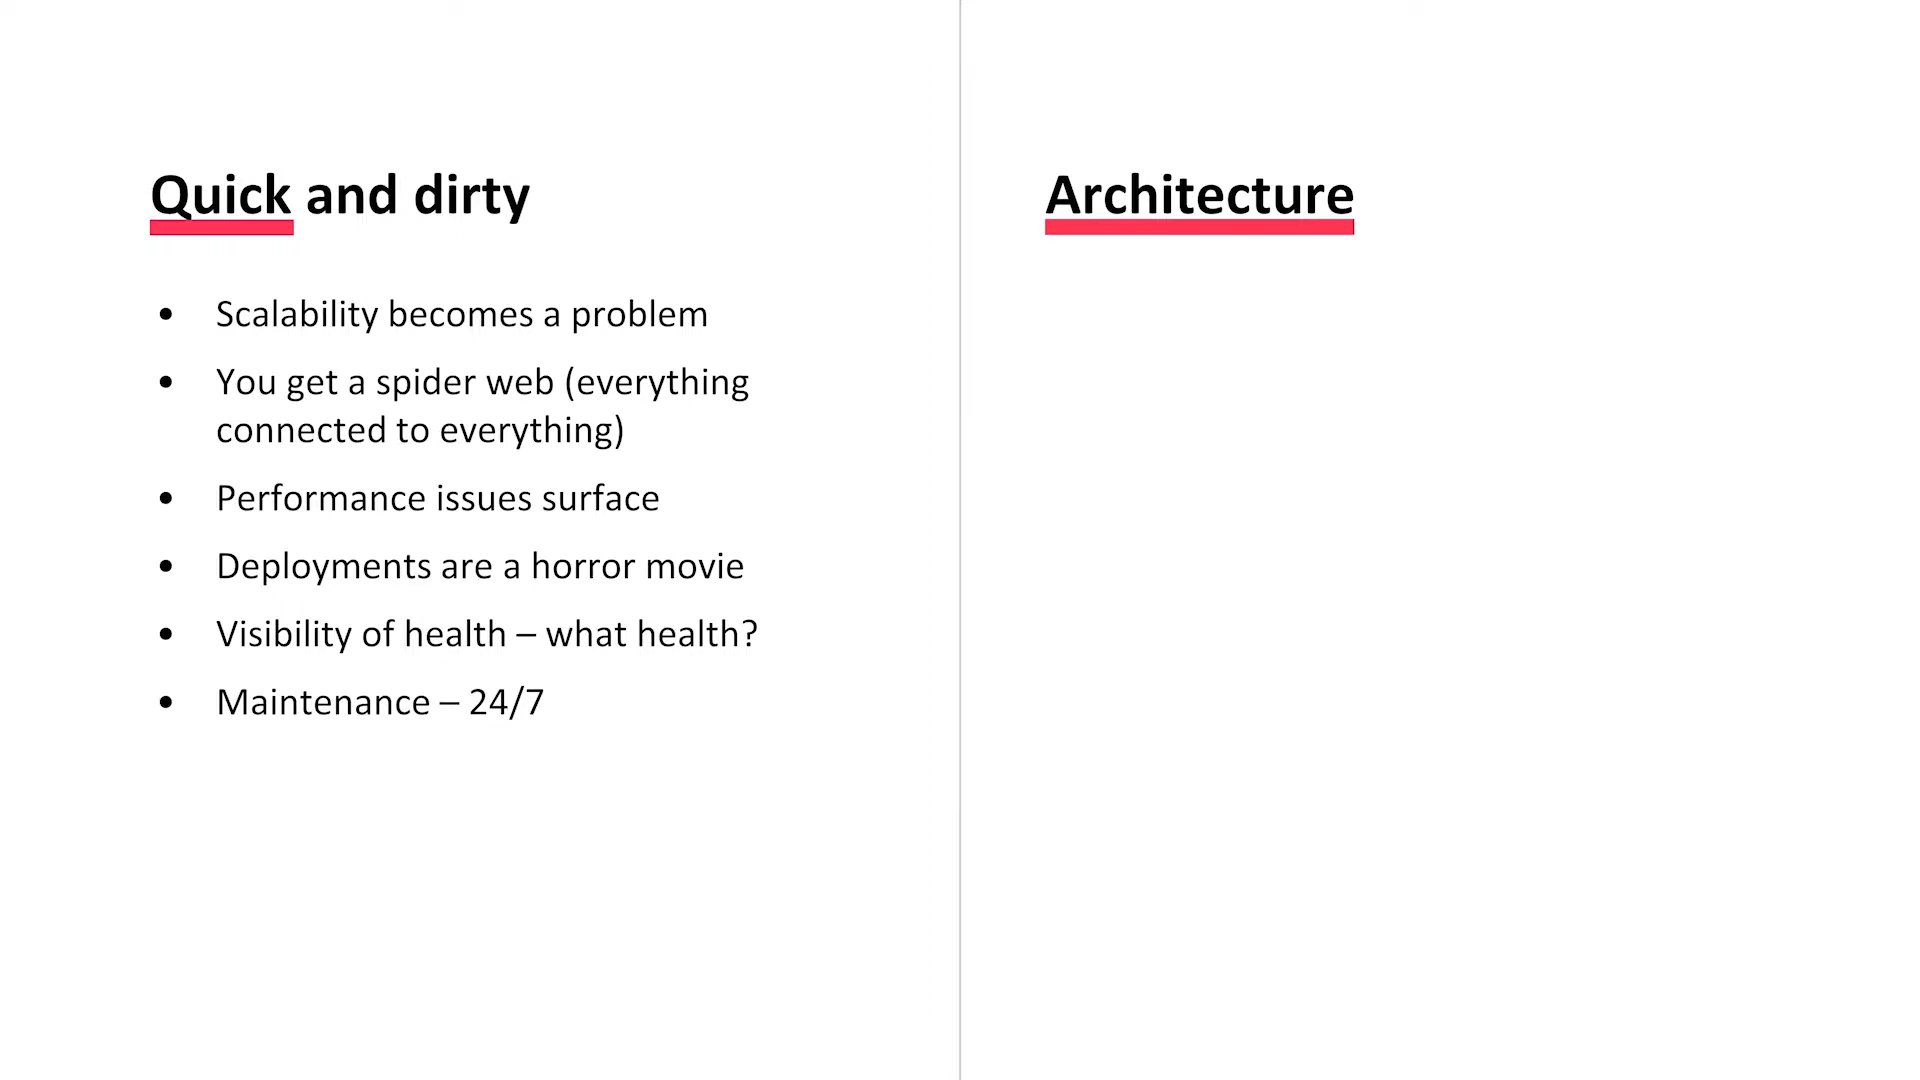 Quick and dirty
• Scalability becomes a problem
• You get a spider web (everything
connected to everything)
• Performance issues surface
• Deployments are a horror movie
• Visibility of health – what health?
• Maintenance – 24/7
Architecture